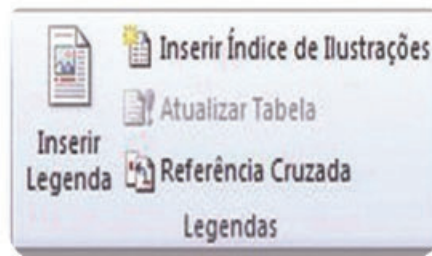 Inserir Legenda
Inserir Índice de Ilustrações
Atualizar Tabela
Referência Cruzada
Legendas